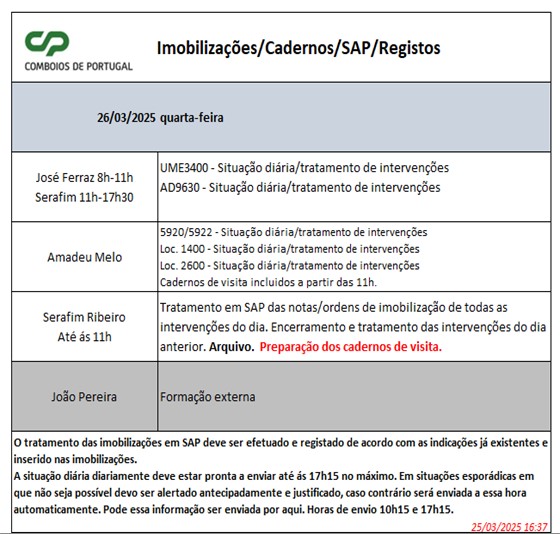 COMBOIOS DE PORTUGAL
Imobilizações/Cadernos/SAP/Registos
26/03/2025 quarta-feira
José Ferraz 8h-11h
Serafim 11h-17h30
UME3400 - Situação diária/tratamento de intervenções
AD9630 - Situação diária/tratamento de intervenções
Amadeu Melo
5920/5922 - Situação diária/tratamento de intervenções
Loc. 1400 - Situação diária/tratamento de intervenções
Loc. 2600 - Situação diária/tratamento de intervenções
Cadernos de visita incluidos a partir das 11h.
Serafim Ribeiro
Até ás 11h
Tratamento em SAP das notas/ordens de imobilização de todas as
intervenções do dia. Encerramento e tratamento das intervenções do dia
anterior. Arquivo. Preparação dos cadernos de visita.
João Pereira
Formação externa
O tratamento das imobilizações em SAP deve ser efetuado e registado de acordo com as indicações já existentes e
inserido nas imobilizações.
A situação diária diariamente deve estar pronta a enviar até ás 17h15 no máximo. Em situações esporádicas em
que não seja possível devo ser alertado antecipadamente e justificado, caso contrário será enviada a essa hora
automaticamente. Pode essa informação ser enviada por aqui. Horas de envio 10h15 e 17h15.
25/03/2025 16:37